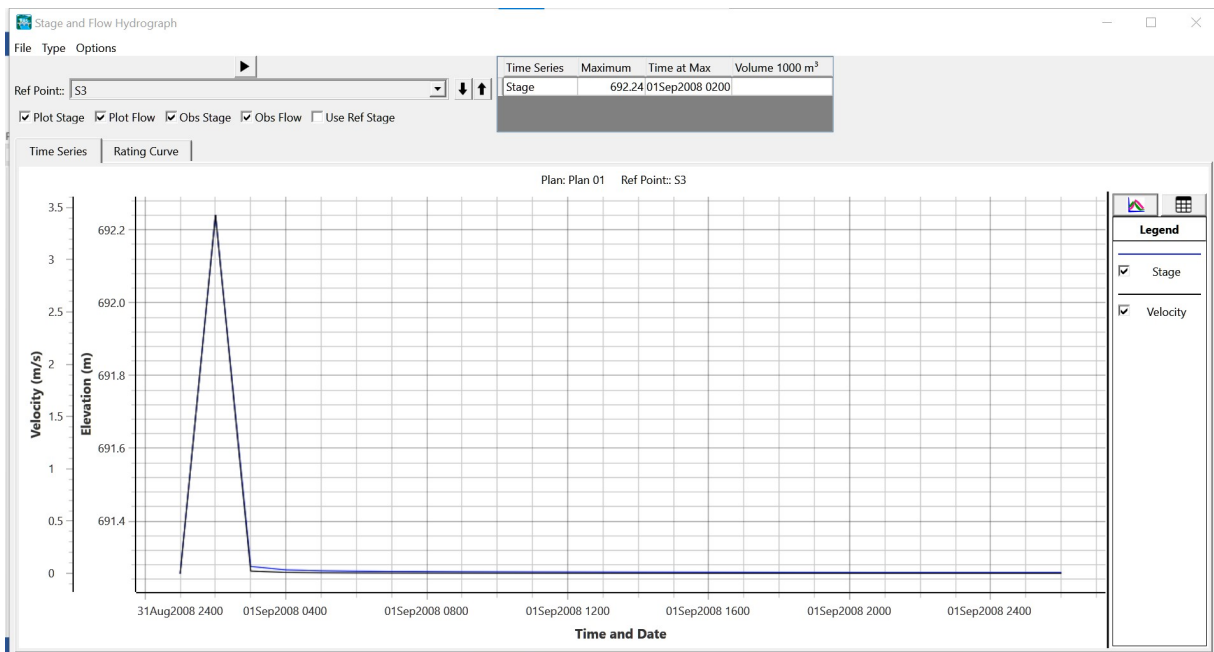 Stage and Flow Hydrograph
File Type Options
Ref Point:: S3
Plot Stage Plot Flow Obs Stage Obs Flow Use Ref Stage
Time Series Maximum Time at Max Volume 1000 m³
Stage 692.24 01Sep2008 0200
Time Series Rating Curve
Plan: Plan 01 Ref Point:: S3
Velocity (m/s)
3.5
3
2.5
2
1.5
1
0.5
0
Elevation (m)
692.2
692.0
691.8
691.6
691.4
31Aug2008 2400 01Sep2008 0400 01Sep2008 0800 01Sep2008 1200 01Sep2008 1600 01Sep2008 2000 01Sep2008 2400
Time and Date
Legend
Stage
Velocity